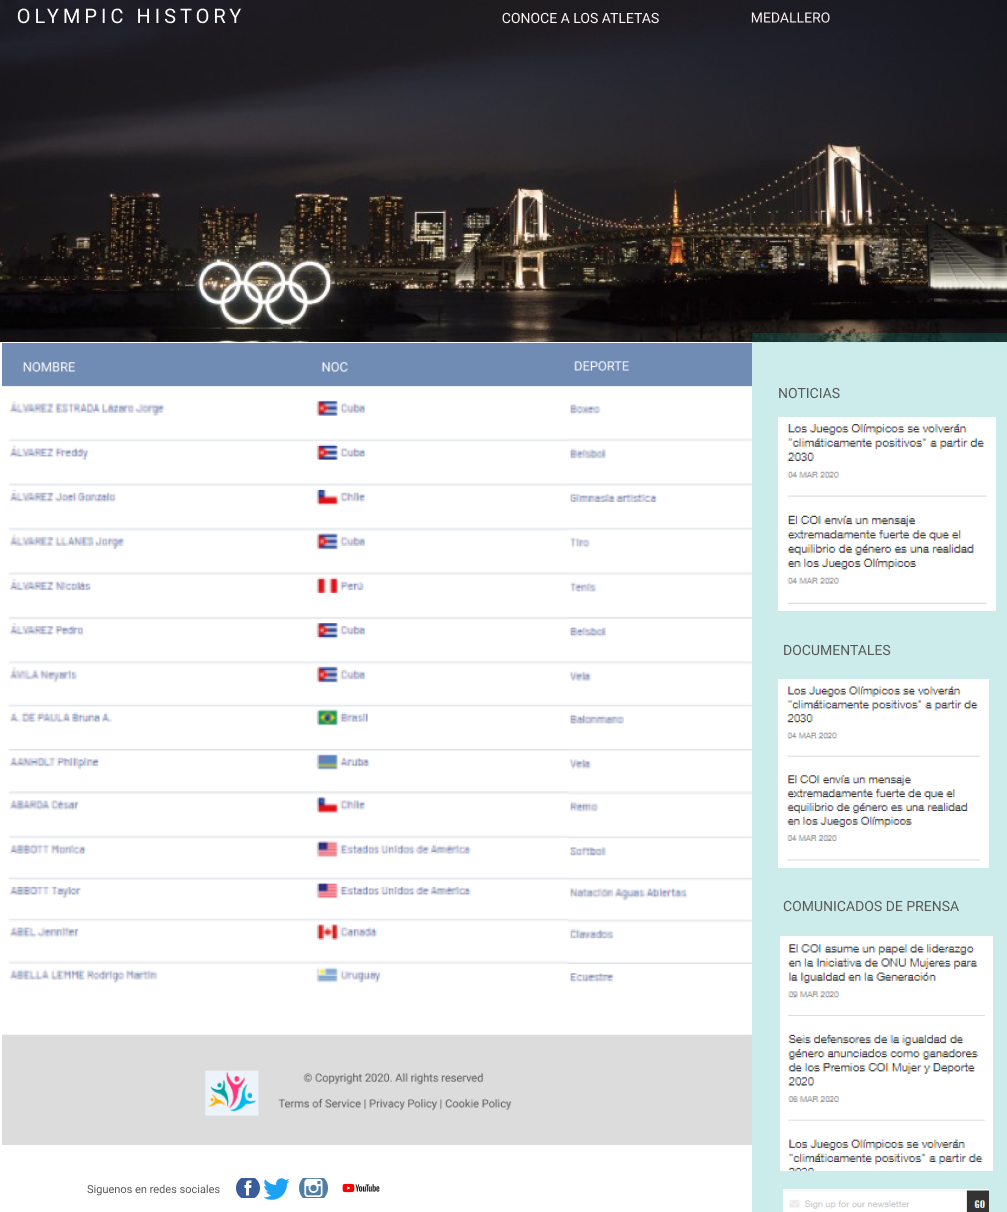 OLYMPIC HISTORY
CONOCE A LOS ATLETAS
MEDALLERO
NOMBRE NOC DEPORTE
ÁLVAREZ ESTRADA Lázaro Jorge Cuba Boxeo
ÁLVAREZ Freddy Cuba Beisbol
ÁLVAREZ Joel Gonzalo Chile Gimnasia artística
ÁLVAREZ LLANES Jorge Cuba Tiro
ÁLVAREZ Nicolás Perú Tenis
ÁLVAREZ Pedro Cuba Beisbol
ÁVILA Neyaris Cuba Vela
A. DE PAULA Bruna A. Brasil Balonmano
AANHOLT Philipine Aruba Vela
ABARDA César Chile Remo
ABBOTT Monica Estados Unidos de América Softbol
ABBOTT Taylor Estados Unidos de América Natación Aguas Abiertas
ABEL Jennifer Canadá Clavados
ABELLA LEMME Rodrigo Martin Uruguay Ecuestre
NOTICIAS
Los Juegos Olímpicos se volverán
"climáticamente positivos" a partir de
2030
04 MAR 2020
El COI envía un mensaje
extremadamente fuerte de que el
equilibrio de género es una realidad
en los Juegos Olímpicos
04 MAR 2020
DOCUMENTALES
Los Juegos Olímpicos se volverán
"climáticamente positivos" a partir de
2030
04 MAR 2020
El COI envía un mensaje
extremadamente fuerte de que el
equilibrio de género es una realidad
en los Juegos Olímpicos
04 MAR 2020
COMUNICADOS DE PRENSA
El COI asume un papel de liderazgo
en la Iniciativa de ONU Mujeres para
la Igualdad en la Generación
09 MAR 2020
Seis defensores de la igualdad de
género anunciados como ganadores
de los Premios COI Mujer y Deporte
2020
06 MAR 2020
Los Juegos Olímpicos se volverán
"climáticamente positivos" a partir de
2030
Sign up for our newsletter GO
© Copyright 2020. All rights reserved
Terms of Service | Privacy Policy | Cookie Policy
Siguenos en redes sociales
YouTube